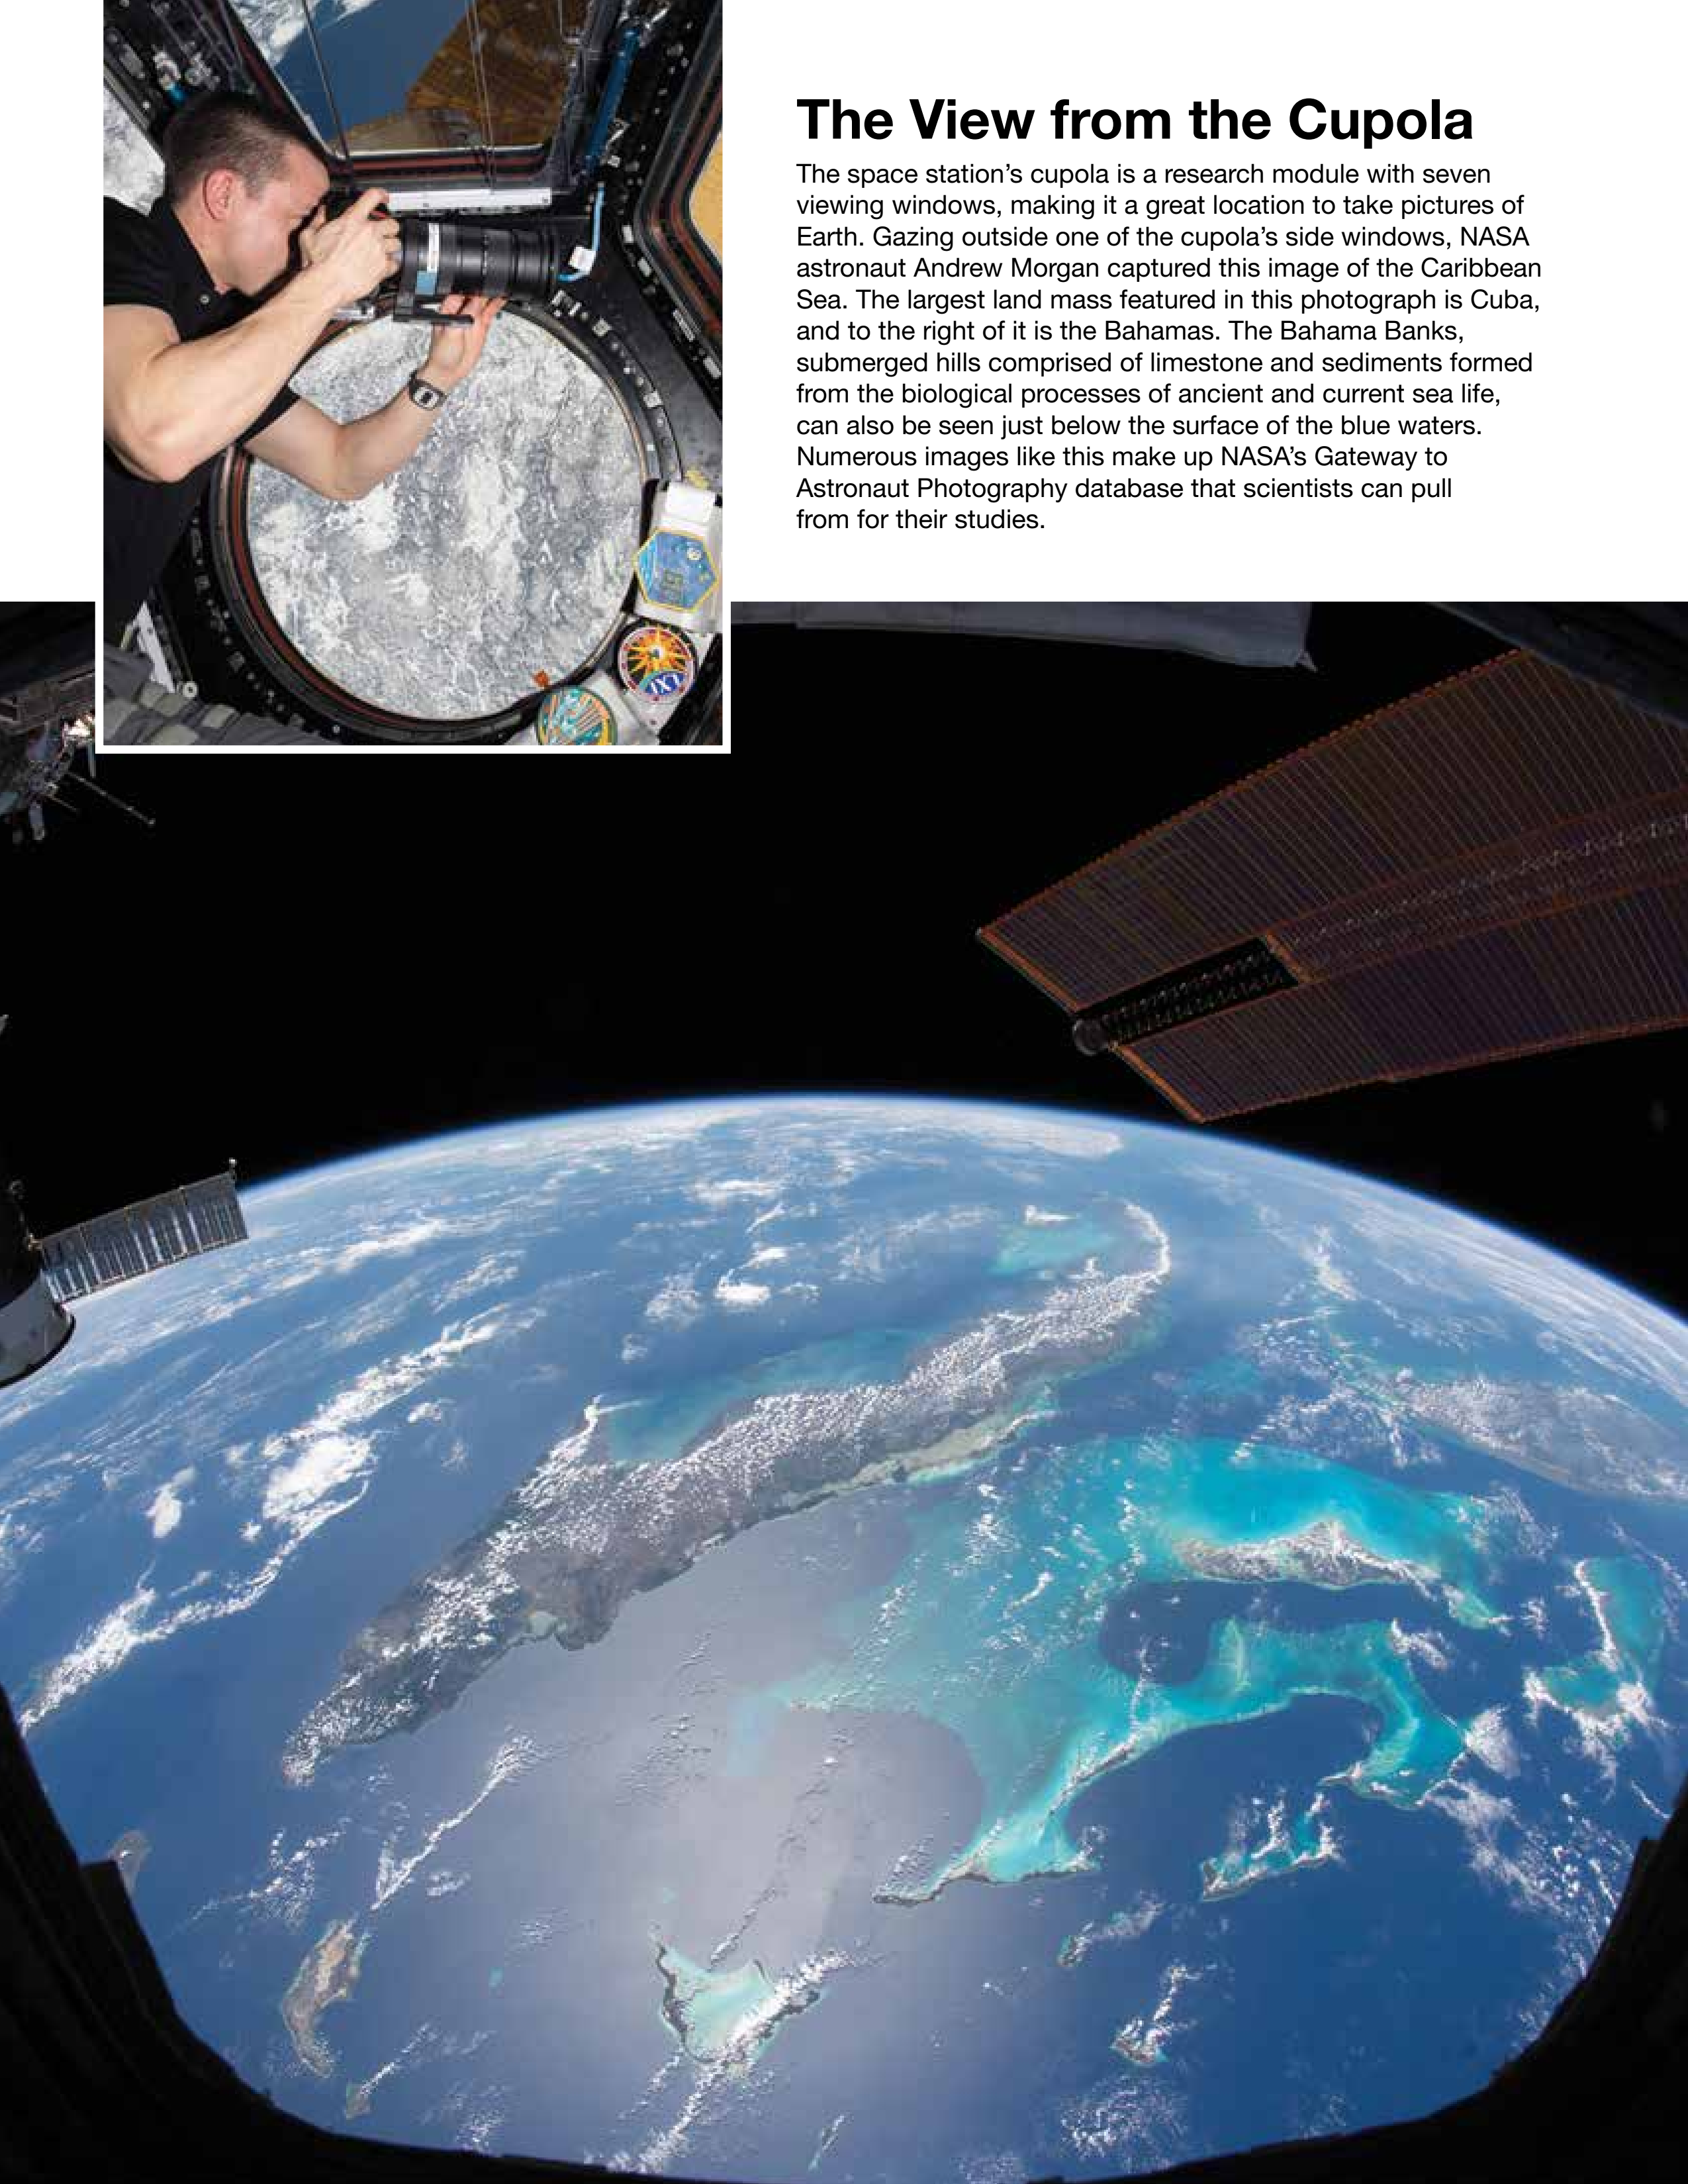 The View from the Cupola
The space station’s cupola is a research module with seven
viewing windows, making it a great location to take pictures of
Earth. Gazing outside one of the cupola’s side windows, NASA
astronaut Andrew Morgan captured this image of the Caribbean
Sea. The largest land mass featured in this photograph is Cuba,
and to the right of it is the Bahamas. The Bahama Banks,
submerged hills comprised of limestone and sediments formed
from the biological processes of ancient and current sea life,
can also be seen just below the surface of the blue waters.
Numerous images like this make up NASA’s Gateway to
Astronaut Photography database that scientists can pull
from for their studies.